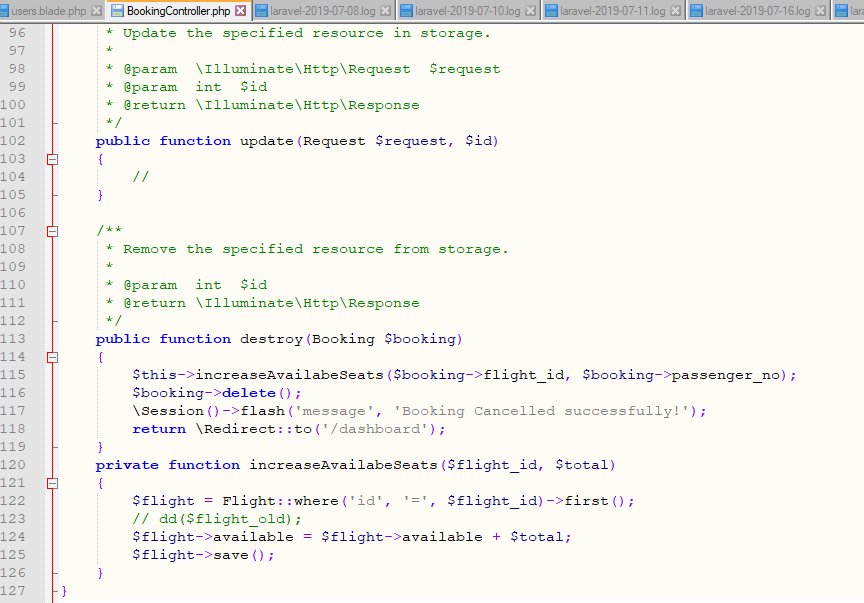 users.blade.php BookingController.php laravel-2019-07-08.log laravel-2019-07-10.log laravel-2019-07-11.log laravel-2019-07-16.log
96 * Update the specified resource in storage.
97 *
98 * @param \Illuminate\Http\Request $request
99 * @param int $id
100 * @return \Illuminate\Http\Response
101 */
102 public function update(Request $request, $id)
103 {
104 //
105 }
106
107 /**
108 * Remove the specified resource from storage.
109 *
110 * @param int $id
111 * @return \Illuminate\Http\Response
112 */
113 public function destroy(Booking $booking)
114 {
115 $this->increaseAvailabeSeats($booking->flight_id, $booking->passenger_no);
116 $booking->delete();
117 \Session()->flash('message', 'Booking Cancelled successfully!');
118 return \Redirect::to('/dashboard');
119 }
120 private function increaseAvailabeSeats($flight_id, $total)
121 {
122 $flight = Flight::where('id', '=', $flight_id)->first();
123 // dd($flight_old);
124 $flight->available = $flight->available + $total;
125 $flight->save();
126 }
127 }